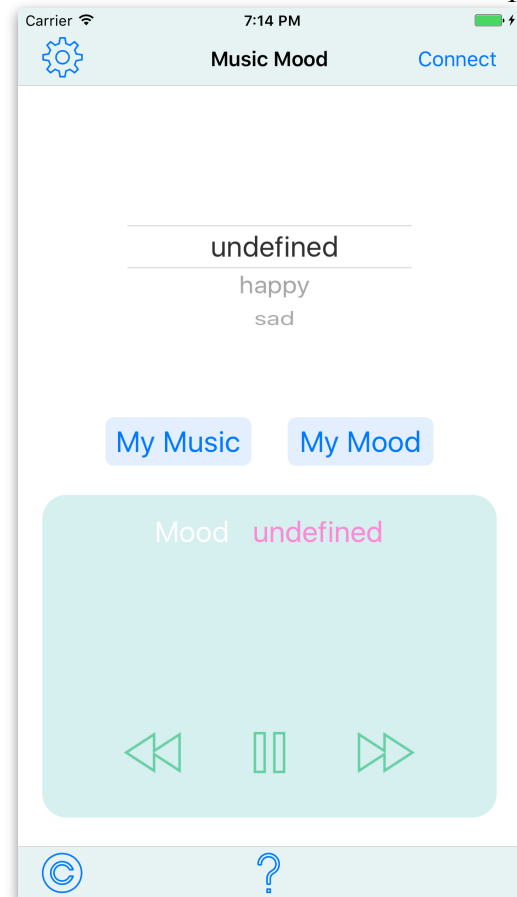 Carrier 7:14 PM
Music Mood Connect
undefined
happy
sad
My Music My Mood
Mood undefined
© ?